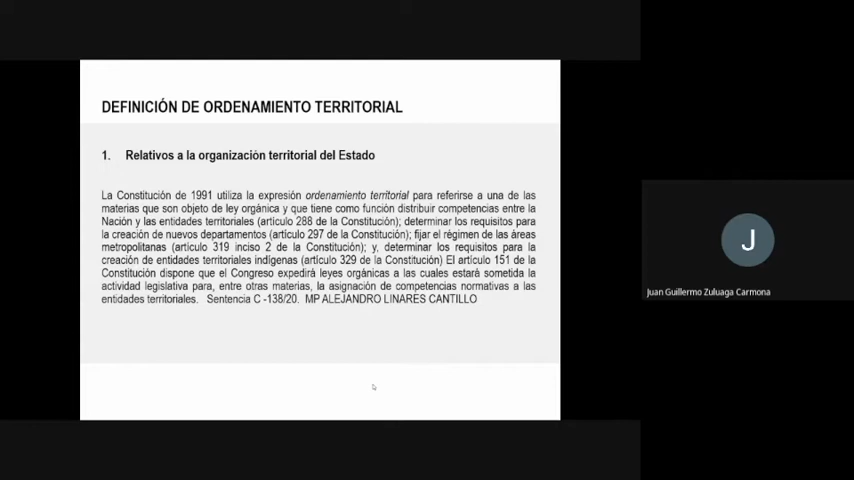 DEFINICIÓN DE ORDENAMIENTO TERRITORIAL
1. Relativos a la organización territorial del Estado
La Constitución de 1991 utiliza la expresión ordenamiento territorial para referirse a una de las
materias que son objeto de ley orgánica y que tiene como función distribuir competencias entre la
Nación y las entidades territoriales (artículo 288 de la Constitución); determinar los requisitos para
la creación de nuevos departamentos (artículo 297 de la Constitución); fijar el régimen de las áreas
metropolitanas (artículo 319 inciso 2 de la Constitución); y, determinar los requisitos para la
creación de entidades territoriales indígenas (artículo 329 de la Constitución) El artículo 151 de la
Constitución dispone que el Congreso expedirá leyes orgánicas a las cuales estará sometida la
actividad legislativa para, entre otras materias, la asignación de competencias normativas a las
entidades territoriales. Sentencia C -138/20. MP ALEJANDRO LINARES CANTILLO
J
Juan Guillermo Zuluaga Carmona